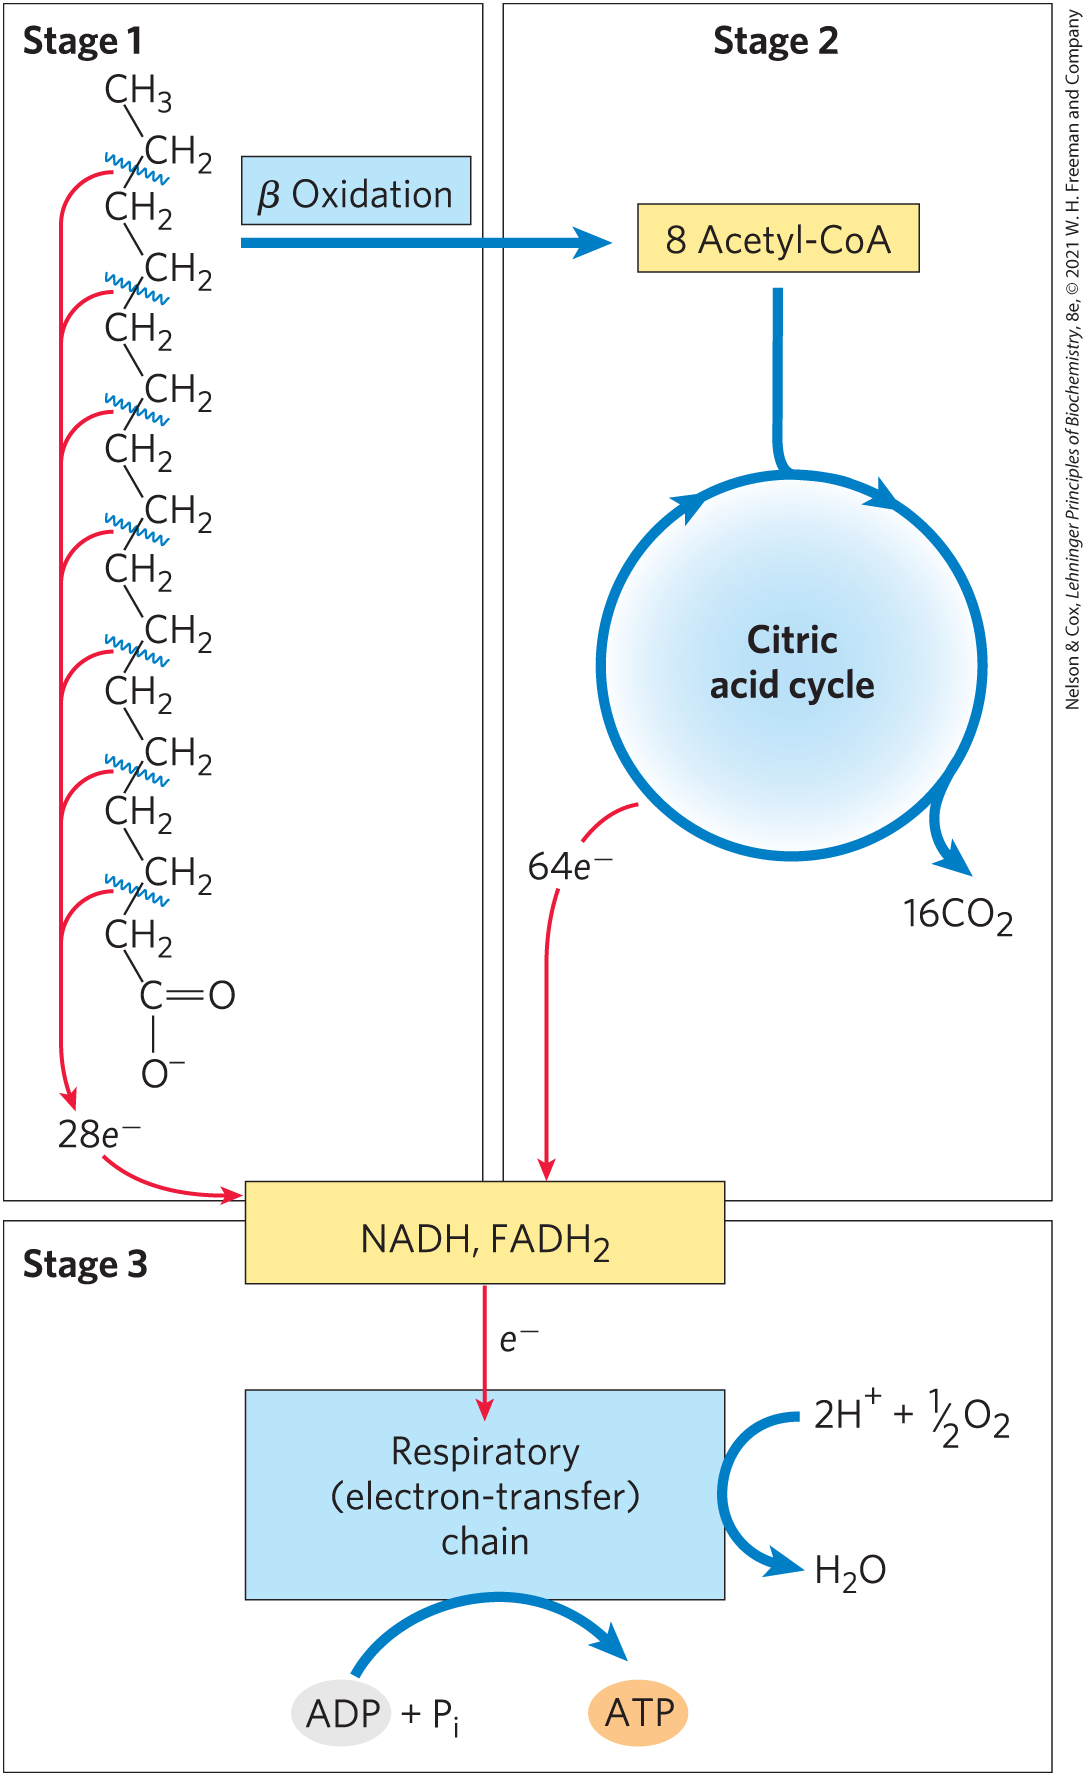 Stage 1
CH₃
CH₂
CH₂
CH₂
CH₂
CH₂
CH₂
CH₂
CH₂
CH₂
CH₂
CH₂
CH₂
CH₂
CH₂
C=O
O⁻
28e⁻
β Oxidation
Stage 2
8 Acetyl-CoA
Citric
acid cycle
64e⁻
16CO₂
NADH, FADH₂
Stage 3
e⁻
Respiratory
(electron-transfer)
chain
2H⁺ + ½O₂
H₂O
ADP + Pᵢ
ATP
Nelson & Cox, Lehninger Principles of Biochemistry, 8e, © 2021 W. H. Freeman and Company